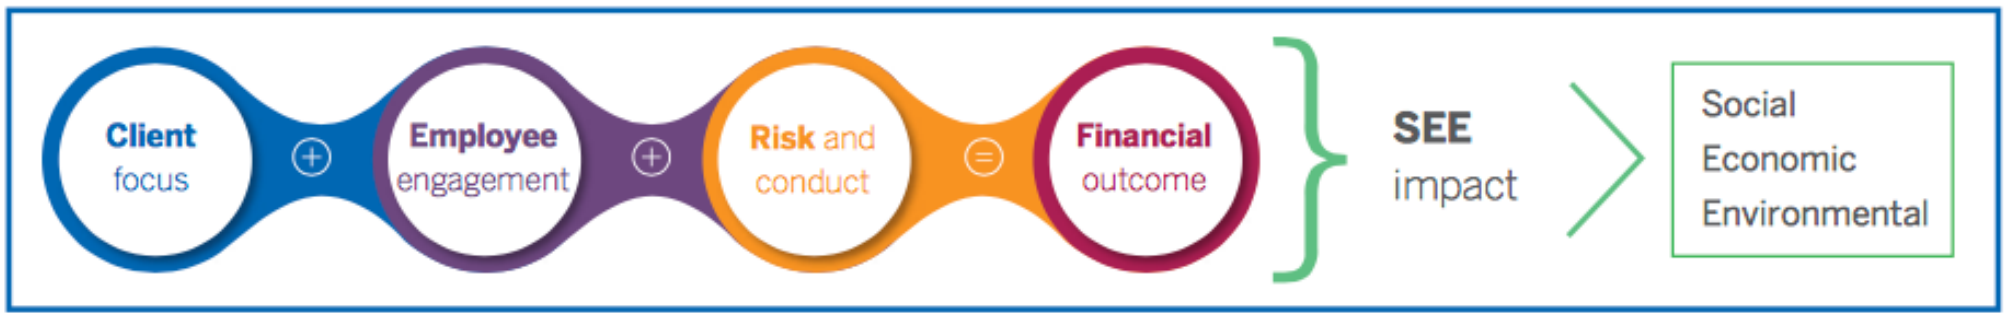 Client
focus
+
Employee
engagement
+
Risk and
conduct
=
Financial
outcome
SEE
impact
Social
Economic
Environmental